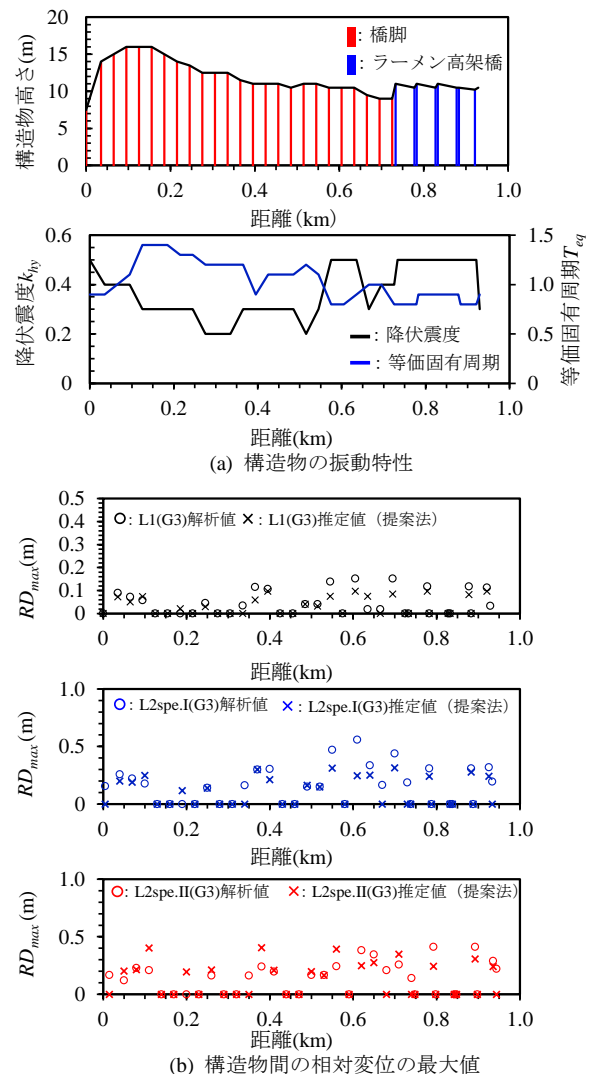 20
15
10
5
0
構造物高さ(m)
: 橋脚
: ラーメン高架橋
0 0.2 0.4 0.6 0.8 1.0
距離(km)
0.6
0.4
0.2
0
降伏震度k_hy
1.5
1.0
0.5
0
等価固有周期T_eq
: 降伏震度
: 等価固有周期
0 0.2 0.4 0.6 0.8 1.0
距離(km)
(a) 構造物の振動特性
0.5
0.4
0.3
0.2
0.1
0
RD_max(m)
: L1(G3)解析値 : L1(G3)推定値（提案法）
0 0.2 0.4 0.6 0.8 1.0
距離(km)
1.0
0.5
0
RD_max(m)
: L2spe.I(G3)解析値 : L2spe.I(G3)推定値（提案法）
0 0.2 0.4 0.6 0.8 1.0
距離(km)
1.0
0.5
0
RD_max(m)
: L2spe.II(G3)解析値 : L2spe.II(G3)推定値（提案法）
0 0.2 0.4 0.6 0.8 1.0
距離(km)
(b) 構造物間の相対変位の最大値